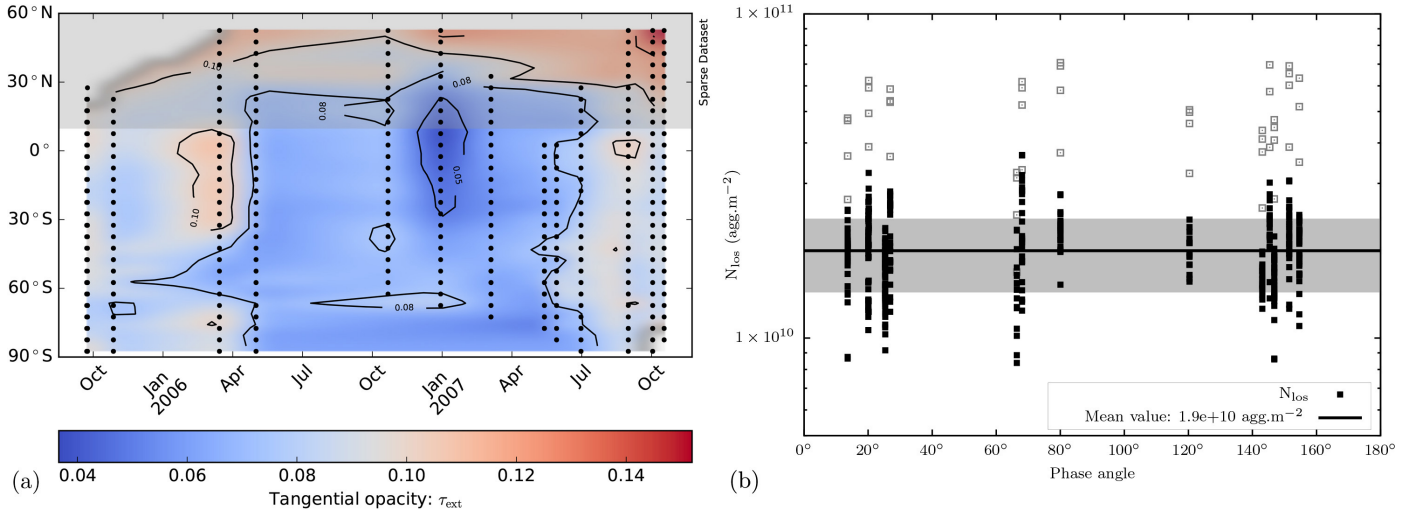 60°N
30°N
0°
30°S
60°S
90°S
Sparse Dataset
0.10
0.08
0.08
0.05
0.10
0.08
Oct
Jan
2006
Apr
Jul
Oct
Jan
2007
Apr
Jul
Oct
0.04
0.06
0.08
0.10
0.12
0.14
Tangential opacity: τext
(a)
1 × 10¹¹
1 × 10¹⁰
Nlos (agg.m⁻²)
Nlos
Mean value: 1.9e+10 agg.m⁻²
0°
20°
40°
60°
80°
100°
120°
140°
160°
180°
Phase angle
(b)